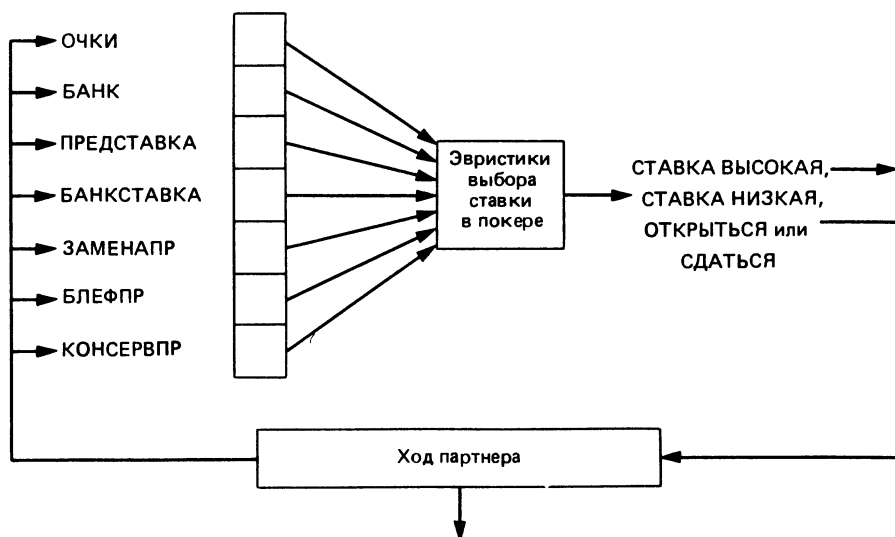 ОЧКИ
БАНК
ПРЕДСТАВКА
БАНКСТАВКА
ЗАМЕНАПР
БЛЕФПР
КОНСЕРВПР
Эвристики
выбора
ставки
в покере
СТАВКА ВЫСОКАЯ,
СТАВКА НИЗКАЯ,
ОТКРЫТЬСЯ или
СДАТЬСЯ
Ход партнера